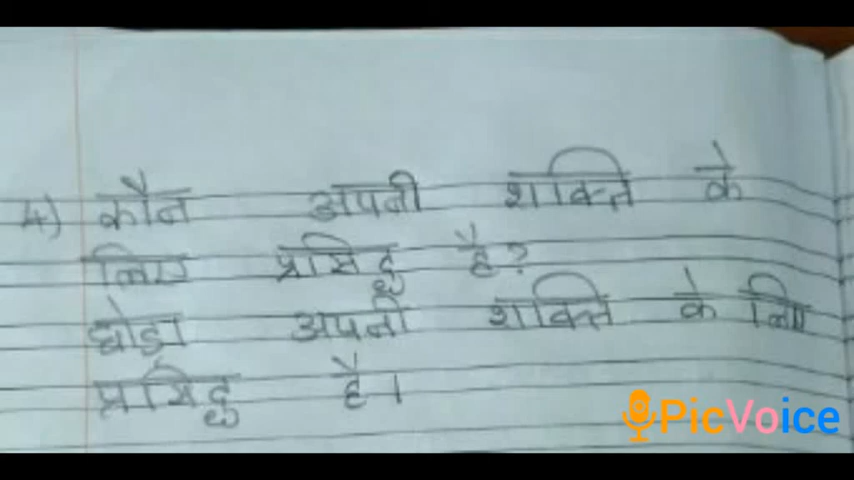 4) कौन अपनी शक्ति के
लिए प्रसिद्ध है?
घोड़ा अपनी शक्ति के लिए
प्रसिद्ध है।
PicVoice